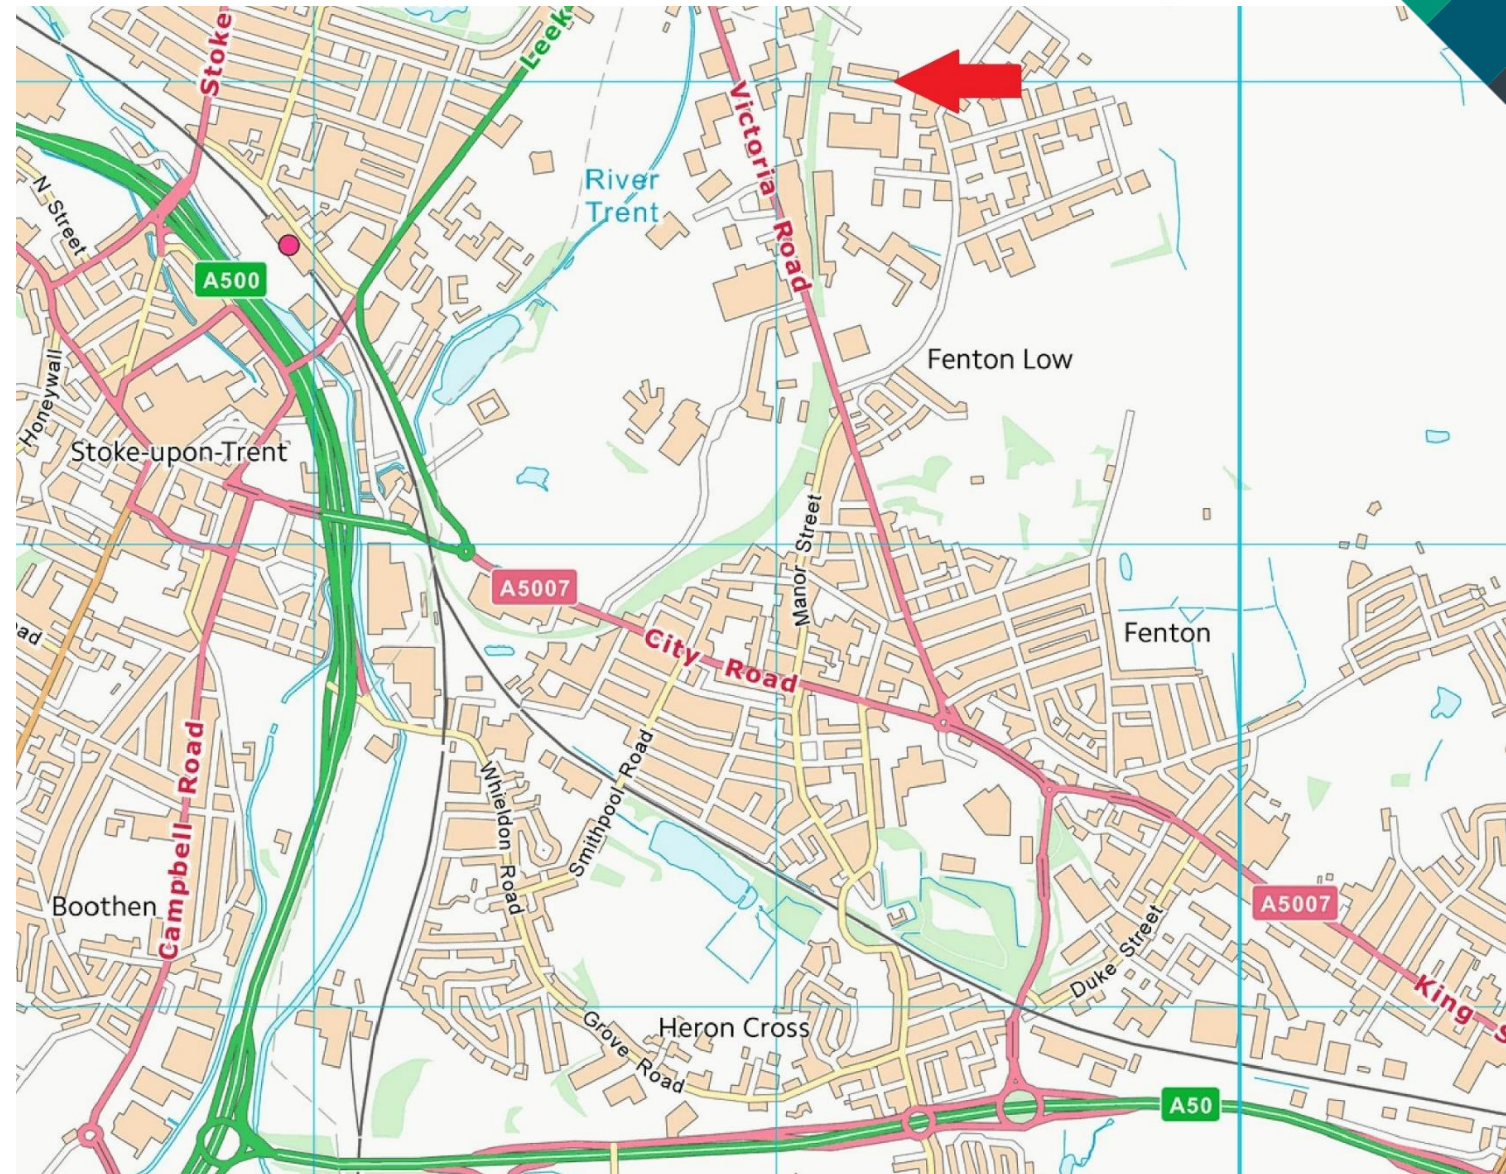 Stoke
Leek
Victoria Road
River
Trent
N Street
A500
Fenton Low
Honeywall
Stoke-upon-Trent
Manor Street
A5007
City Road
Fenton
Campbell Road
Whieldon Road
Smithpool Road
Boothen
A5007
Duke Street
King S
Heron Cross
Grove Road
A50